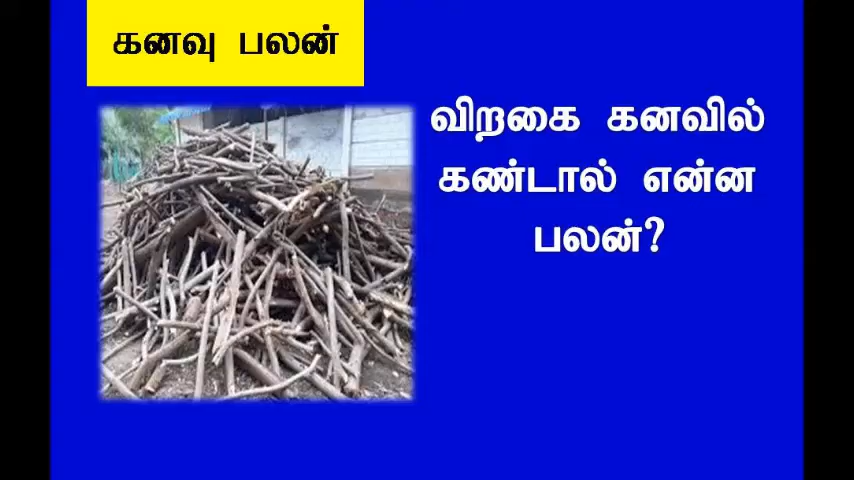 கனவு பலன்
விறகை கனவில்
கண்டால் என்ன
பலன்?